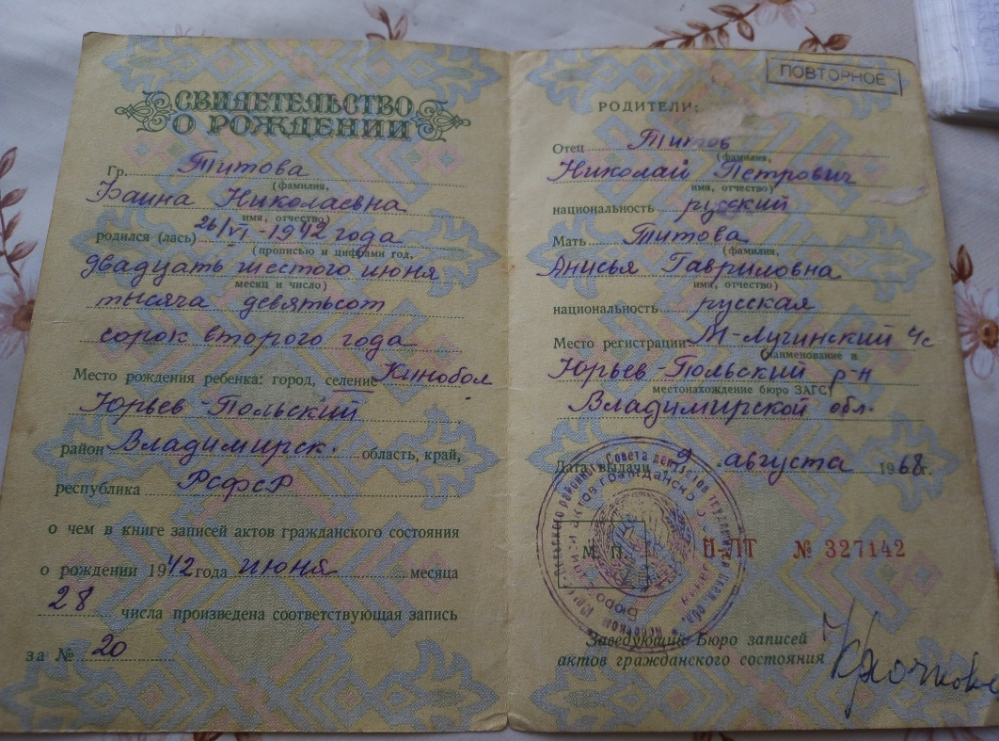 СВИДЕТЕЛЬСТВО
О РОЖДЕНИИ
Гр. Титова
(фамилия,
Фаина Николаевна
имя, отчество)
родился (лась) 26/VI-1942 года
(прописью и цифрами год,
двадцать шестого июня
месяц и число)
тысяча девятьсот
сорок второго года
Место рождения ребенка: город, селение Кинобол
Юрьев-Польский
район Владимирск. область, край,
республика РСФСР
о чем в книге записей актов гражданского состояния
о рождении 1942 года июня месяца
28 числа произведена соответствующая запись
за № 20
ПОВТОРНОЕ
РОДИТЕЛИ:
Отец Титов
(фамилия,
Николай Петрович
имя, отчество)
национальность русский
Мать Титова
(фамилия,
Анисья Гавриловна
имя, отчество)
национальность русская
Место регистрации М-Лучинский ч/с
(наименование и
Юрьев-Польский р-н
местонахождение бюро ЗАГС)
Владимирской обл.
Дата выдачи 9 августа 1968 г.
М. П. II-ЛТ № 327142
Заведующий Бюро записей
актов гражданского состояния